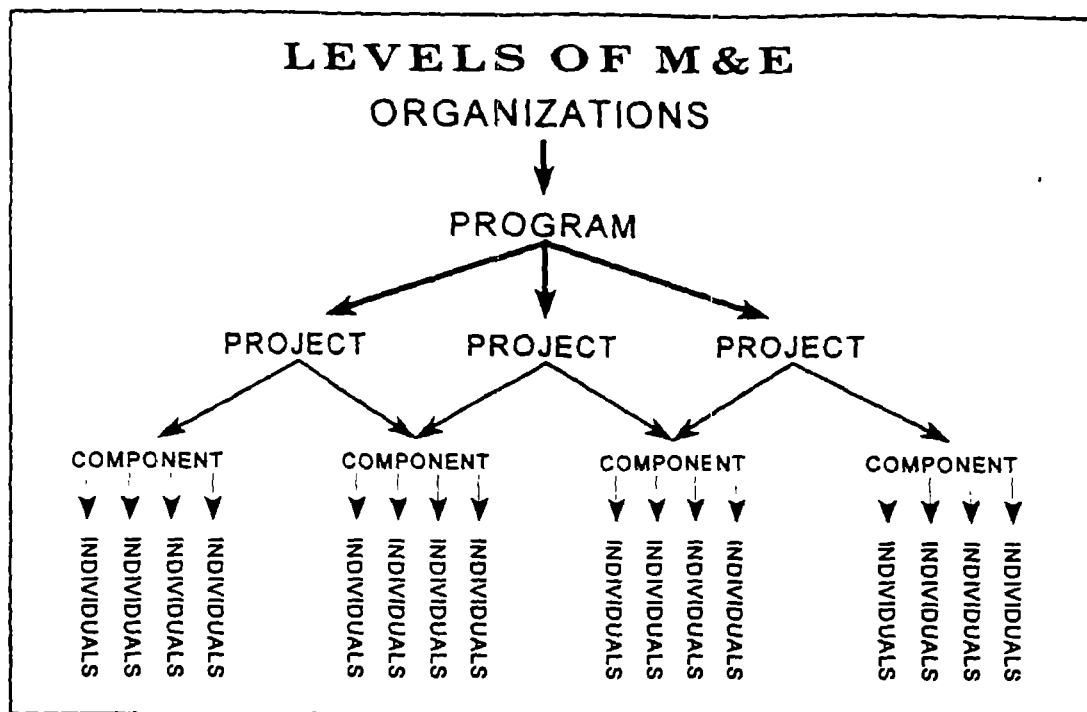 LEVELS OF M&E
ORGANIZATIONS
PROGRAM
PROJECT PROJECT PROJECT
COMPONENT COMPONENT COMPONENT COMPONENT
INDIVIDUALS INDIVIDUALS INDIVIDUALS INDIVIDUALS INDIVIDUALS INDIVIDUALS INDIVIDUALS INDIVIDUALS INDIVIDUALS INDIVIDUALS INDIVIDUALS INDIVIDUALS INDIVIDUALS INDIVIDUALS INDIVIDUALS INDIVIDUALS